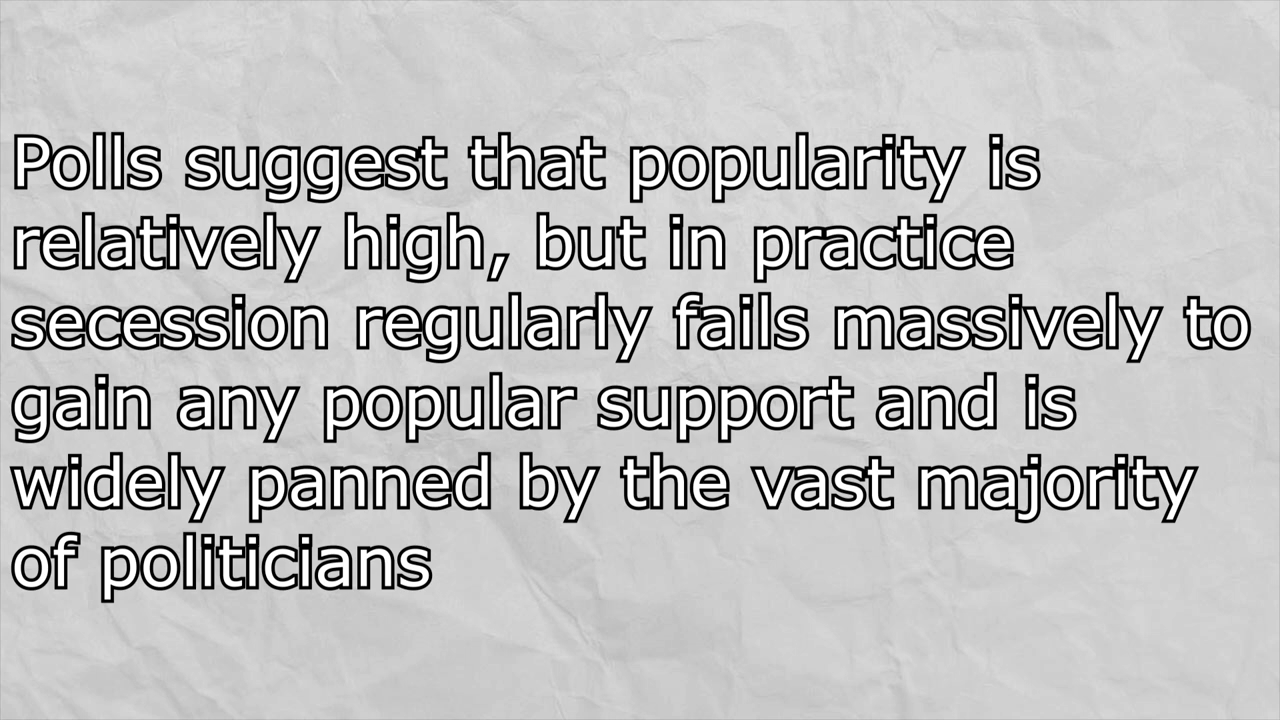 Polls suggest that popularity is
relatively high, but in practice
secession regularly fails massively to
gain any popular support and is
widely panned by the vast majority
of politicians